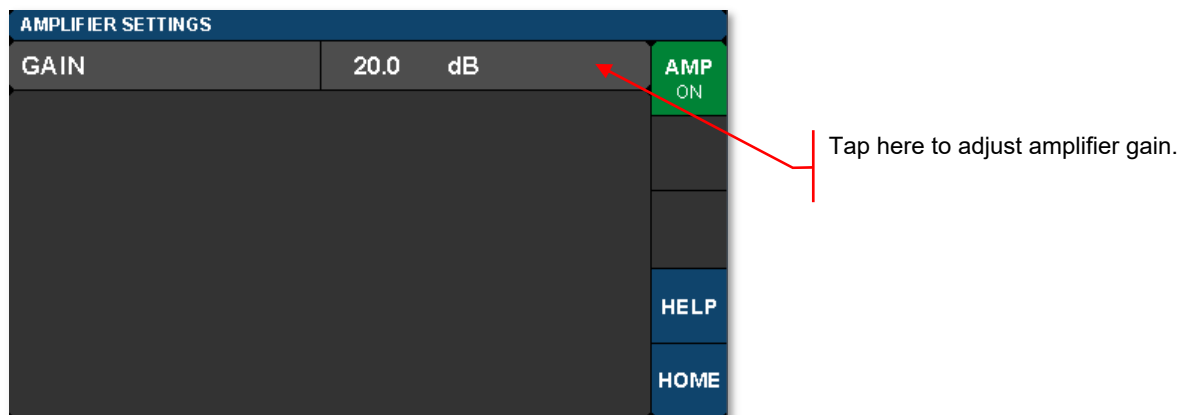 AMPLIFIER SETTINGS
GAIN 20.0 dB
AMP
ON
Tap here to adjust amplifier gain.
HELP
HOME